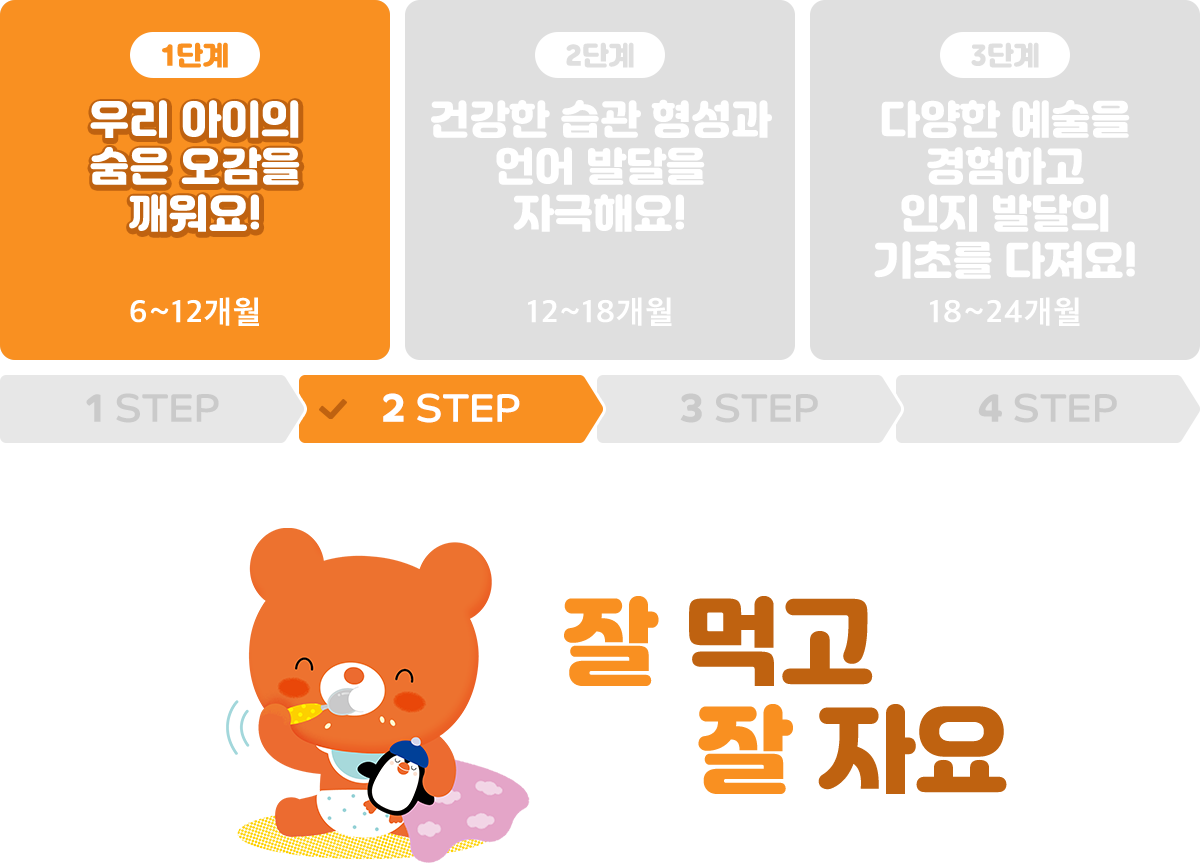 1단계
우리 아이의
숨은 오감을
깨워요!
6~12개월
2단계
건강한 습관 형성과
언어 발달을
자극해요!
12~18개월
3단계
다양한 예술을
경험하고
인지 발달의
기초를 다져요!
18~24개월
1 STEP
2 STEP
3 STEP
4 STEP
잘 먹고
잘 자요